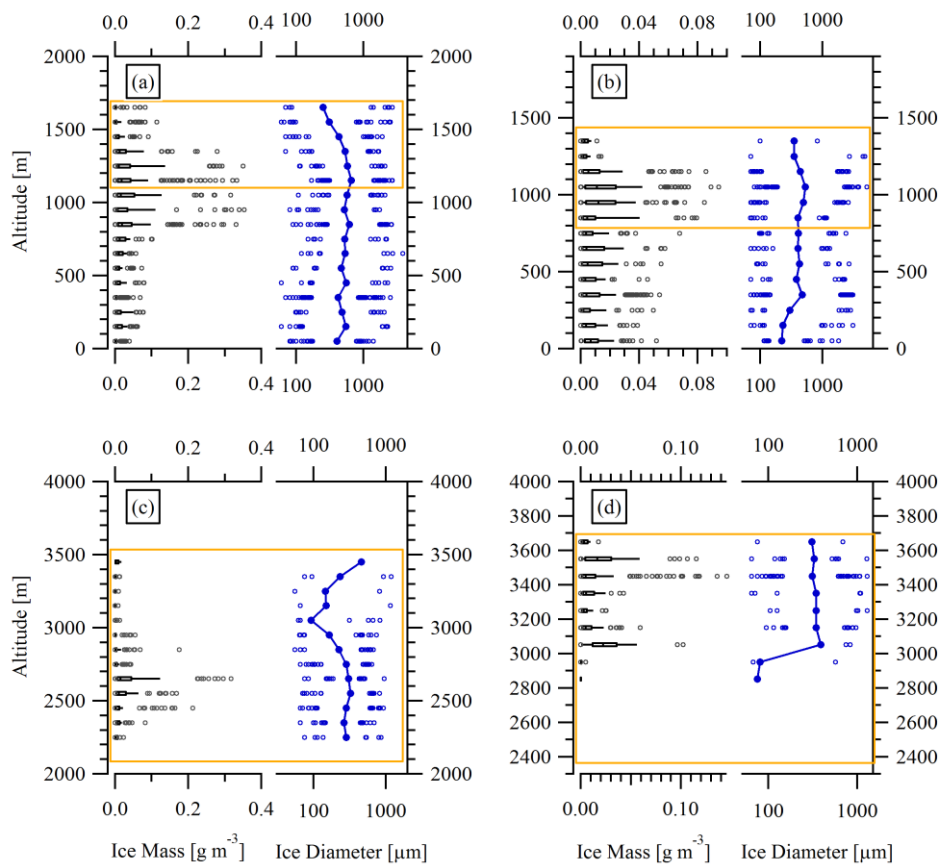 0.0 0.2 0.4 100 1000
2000 2000
(a)
1500 1500
1000 1000
500 500
0 0
0.0 0.2 0.4 100 1000
Altitude [m]
0.00 0.04 0.08 100 1000
(b)
1500 1500
1000 1000
500 500
0 0
0.00 0.04 0.08 100 1000
0.0 0.2 0.4 100 1000
4000 4000
(c)
3500 3500
3000 3000
2500 2500
2000 2000
0.0 0.2 0.4 100 1000
Altitude [m]
Ice Mass [g m⁻³] Ice Diameter [µm]
0.00 0.10 100 1000
4000 4000
(d)
3800 3800
3600 3600
3400 3400
3200 3200
3000 3000
2800 2800
2600 2600
2400 2400
0.00 0.10 100 1000
Ice Mass [g m⁻³] Ice Diameter [µm]